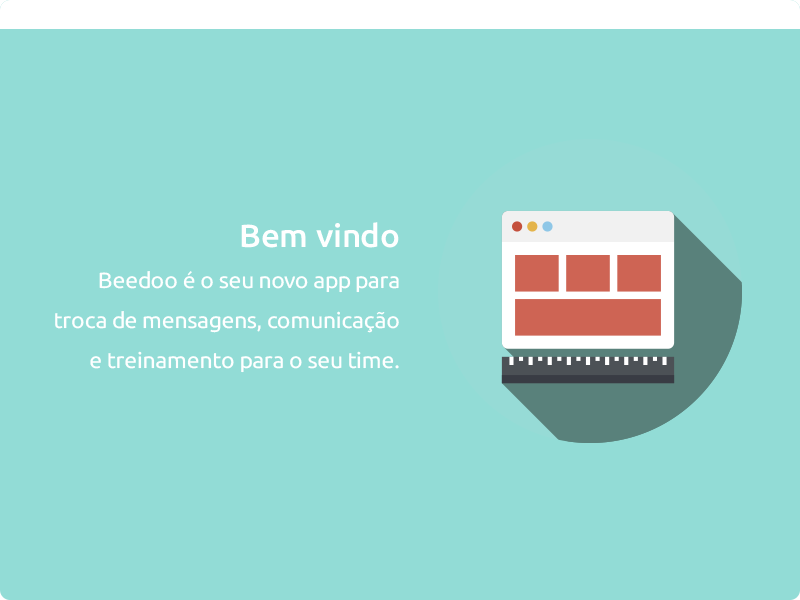 Bem vindo
Beedoo é o seu novo app para
troca de mensagens, comunicação
e treinamento para o seu time.